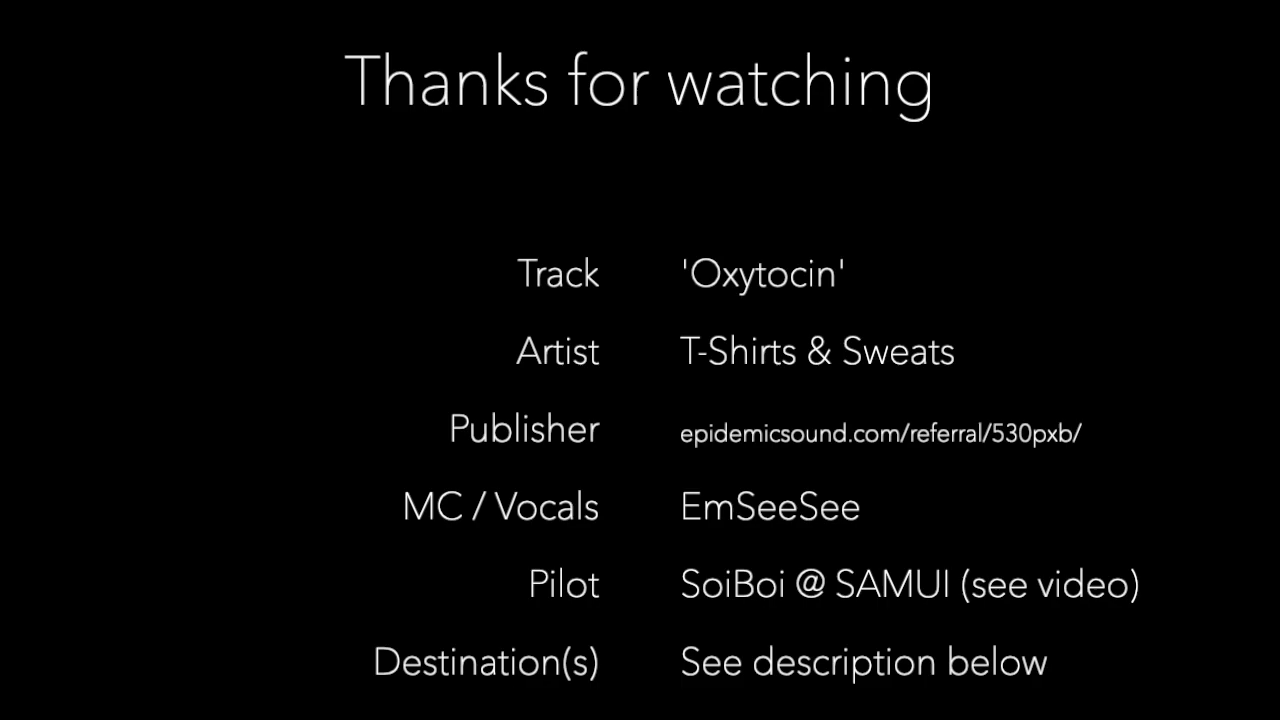 Thanks for watching
Track 'Oxytocin'
Artist T-Shirts & Sweats
Publisher epidemicsound.com/referral/530pxb/
MC / Vocals EmSeeSee
Pilot SoiBoi @ SAMUI (see video)
Destination(s) See description below